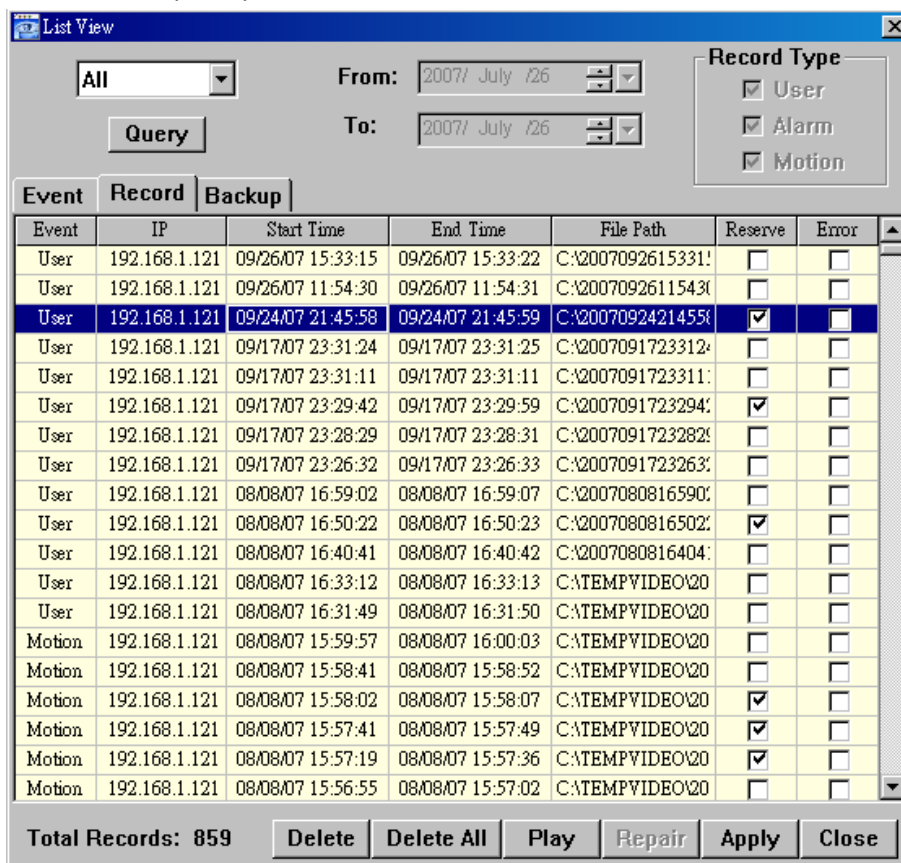 List View
All From: 2007/ July /26 Record Type
User
Query To: 2007/ July /26 Alarm
Motion
Event Record Backup
Event IP Start Time End Time File Path Reserve Error
User 192.168.1.121 09/26/07 15:33:15 09/26/07 15:33:22 C:\2007092615331
User 192.168.1.121 09/26/07 11:54:30 09/26/07 11:54:31 C:\2007092611543
User 192.168.1.121 09/24/07 21:45:58 09/24/07 21:45:59 C:\2007092421455
User 192.168.1.121 09/17/07 23:31:24 09/17/07 23:31:25 C:\2007091723312
User 192.168.1.121 09/17/07 23:31:11 09/17/07 23:31:11 C:\2007091723311
User 192.168.1.121 09/17/07 23:29:42 09/17/07 23:29:59 C:\2007091723294
User 192.168.1.121 09/17/07 23:28:29 09/17/07 23:28:31 C:\2007091723282
User 192.168.1.121 09/17/07 23:26:32 09/17/07 23:26:33 C:\2007091723263
User 192.168.1.121 08/08/07 16:59:02 08/08/07 16:59:07 C:\2007080816590
User 192.168.1.121 08/08/07 16:50:22 08/08/07 16:50:23 C:\2007080816502
User 192.168.1.121 08/08/07 16:40:41 08/08/07 16:40:42 C:\2007080816404
User 192.168.1.121 08/08/07 16:33:12 08/08/07 16:33:13 C:\TEMPVIDEO\20
User 192.168.1.121 08/08/07 16:31:49 08/08/07 16:31:50 C:\TEMPVIDEO\20
Motion 192.168.1.121 08/08/07 15:59:57 08/08/07 16:00:03 C:\TEMPVIDEO\20
Motion 192.168.1.121 08/08/07 15:58:41 08/08/07 15:58:52 C:\TEMPVIDEO\20
Motion 192.168.1.121 08/08/07 15:58:02 08/08/07 15:58:07 C:\TEMPVIDEO\20
Motion 192.168.1.121 08/08/07 15:57:41 08/08/07 15:57:49 C:\TEMPVIDEO\20
Motion 192.168.1.121 08/08/07 15:57:19 08/08/07 15:57:36 C:\TEMPVIDEO\20
Motion 192.168.1.121 08/08/07 15:56:55 08/08/07 15:57:02 C:\TEMPVIDEO\20
Total Records: 859 Delete Delete All Play Repair Apply Close